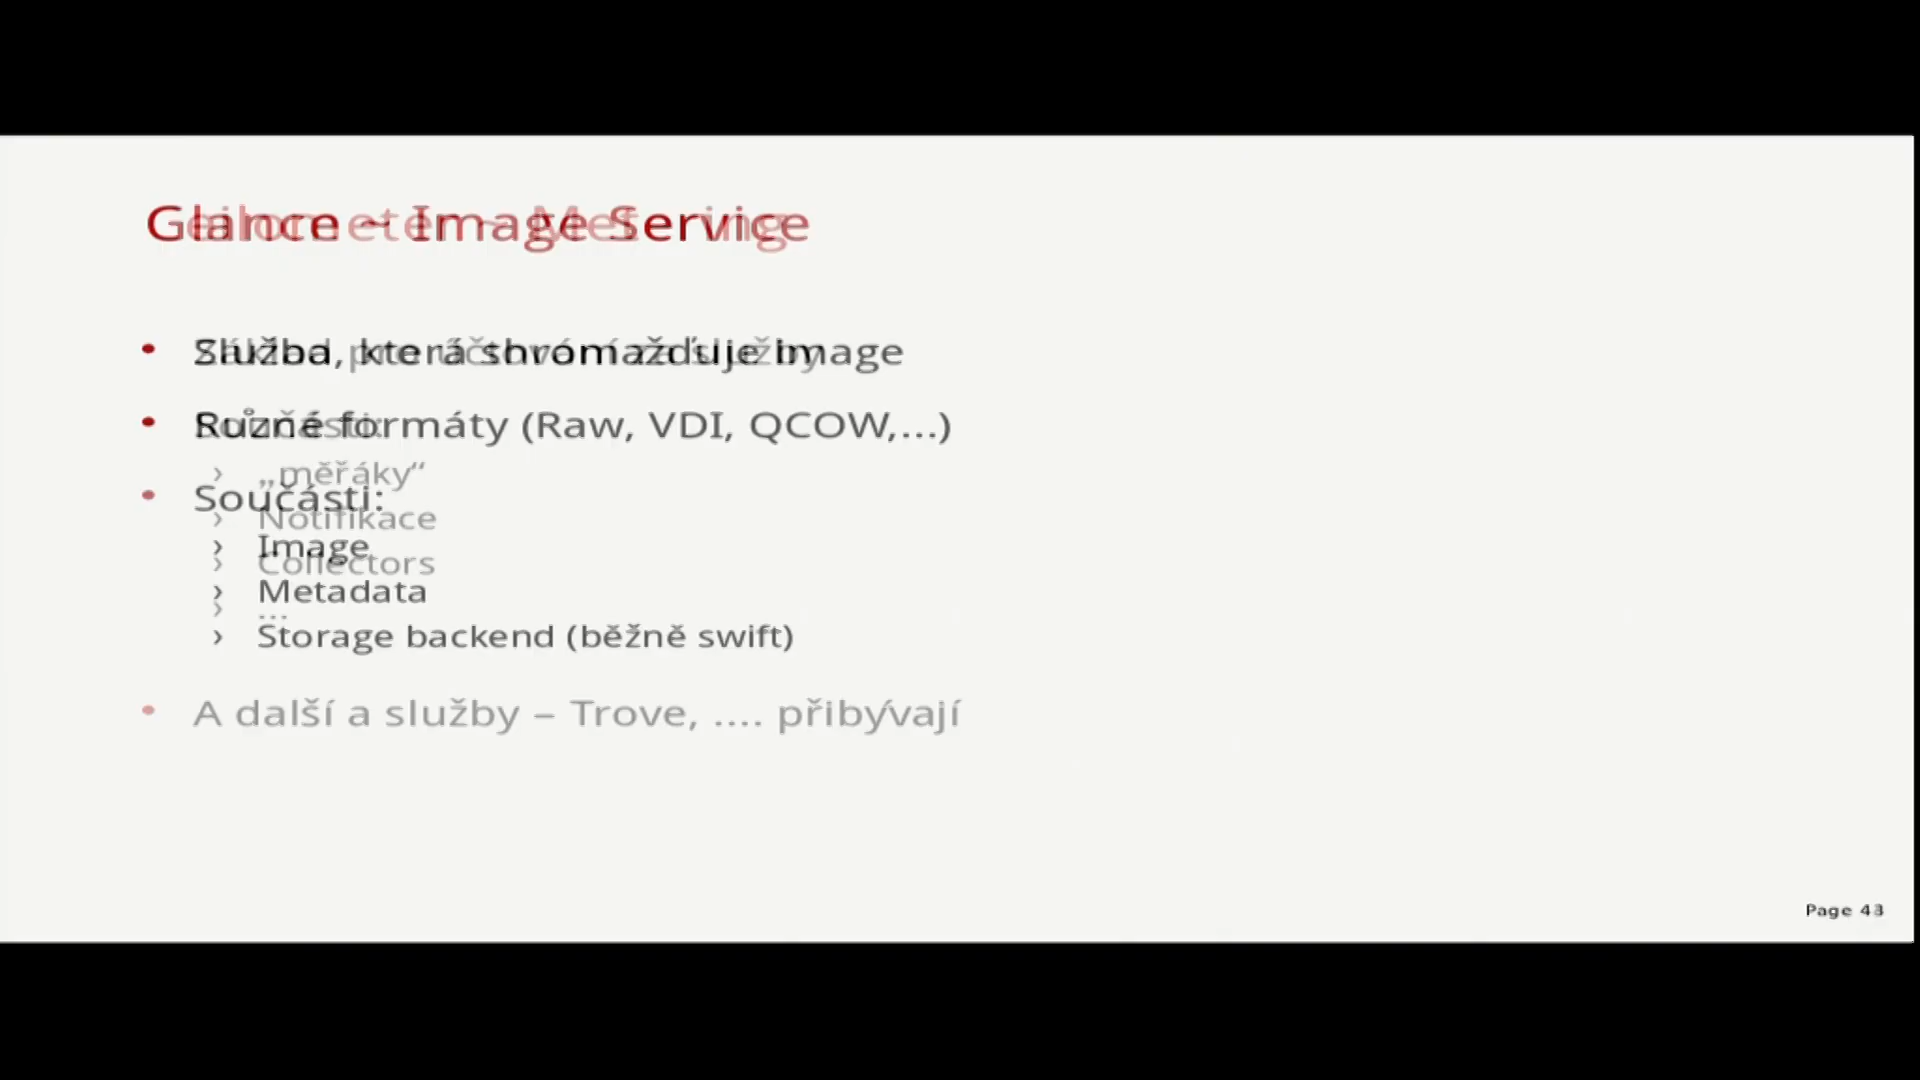 Glance – Image Service
Služba, která shromažďuje image
Různé formáty (Raw, VDI, QCOW,...)
Součásti:
„měřáky“
Součásti:
Notifikace
Image
Collectors
Metadata
...
Storage backend (běžně swift)
A další a služby – Trove, .... přibývají
Page 43